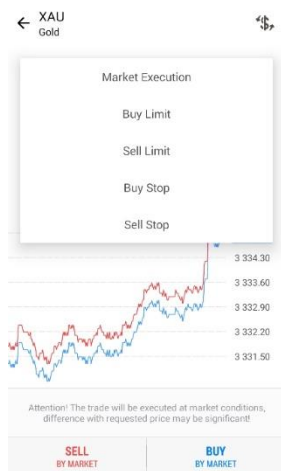 XAU
Gold
Market Execution
Buy Limit
Sell Limit
Buy Stop
Sell Stop
3 334.30
3 333.60
3 332.90
3 332.20
3 331.50
Attention! The trade will be executed at market conditions,
difference with requested price may be significant!
SELL
BY MARKET
BUY
BY MARKET